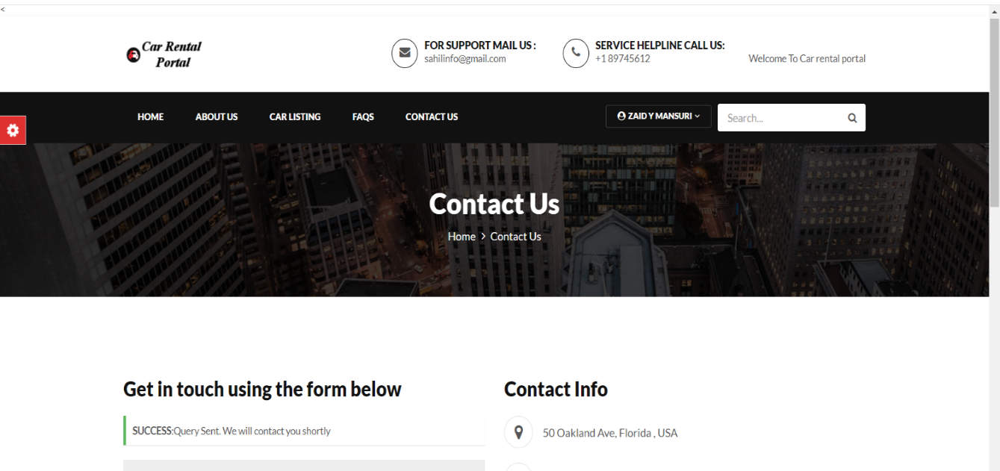 <
Car Rental
Portal
FOR SUPPORT MAIL US :
sahilinfo@gmail.com
SERVICE HELPLINE CALL US:
+1 89745612
Welcome To Car rental portal
HOME ABOUT US CAR LISTING FAQS CONTACT US
ZAID Y MANSURI
Search...
Contact Us
Home > Contact Us
Get in touch using the form below
SUCCESS:Query Sent. We will contact you shortly
Contact Info
50 Oakland Ave, Florida , USA